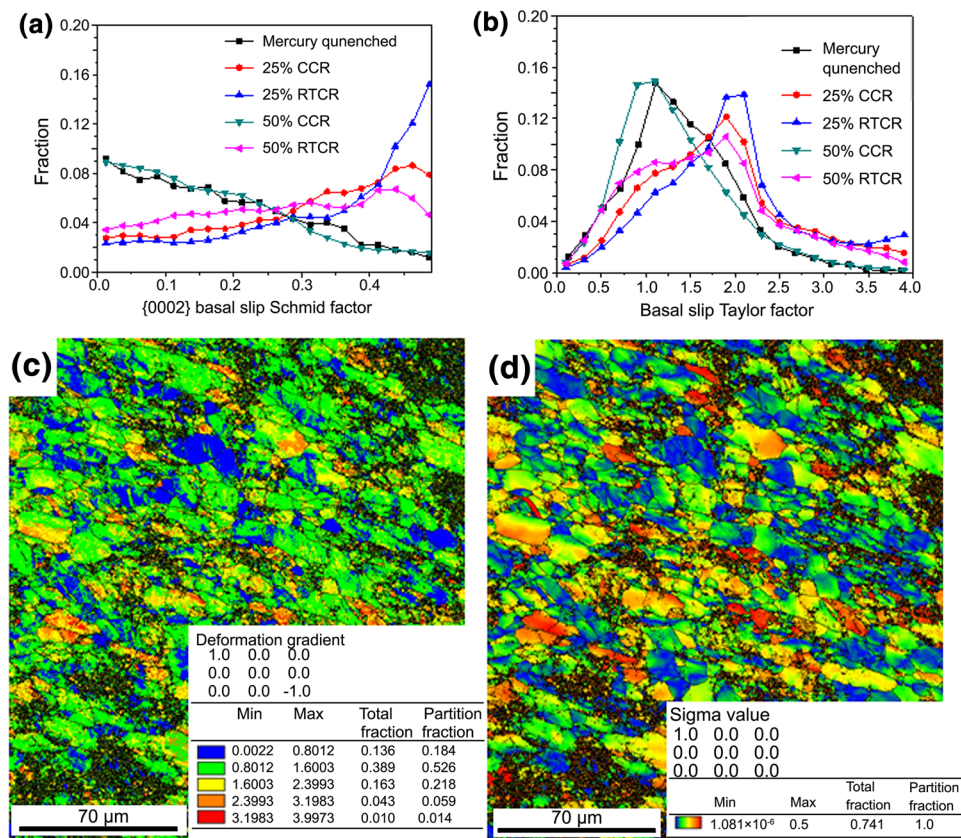 (a)
0.20
0.16
0.12
0.08
0.04
0.00
Fraction
Mercury qunenched
25% CCR
25% RTCR
50% CCR
50% RTCR
0.0 0.1 0.2 0.3 0.4
{0002} basal slip Schmid factor
(b)
0.20
0.16
0.12
0.08
0.04
0.00
Fraction
Mercury
qunenched
25% CCR
25% RTCR
50% CCR
50% RTCR
0.0 0.5 1.0 1.5 2.0 2.5 3.0 3.5 4.0
Basal slip Taylor factor
(c)
Deformation gradient
1.0 0.0 0.0
0.0 0.0 0.0
0.0 0.0 -1.0
Min Max Total fraction Partition fraction
0.0022 0.8012 0.136 0.184
0.8012 1.6003 0.389 0.526
1.6003 2.3993 0.163 0.218
2.3993 3.1983 0.043 0.059
3.1983 3.9973 0.010 0.014
70 μm
(d)
Sigma value
1.0 0.0 0.0
0.0 0.0 0.0
0.0 0.0 0.0
Min Max Total fraction Partition fraction
1.081×10⁻⁶ 0.5 0.741 1.0
70 μm